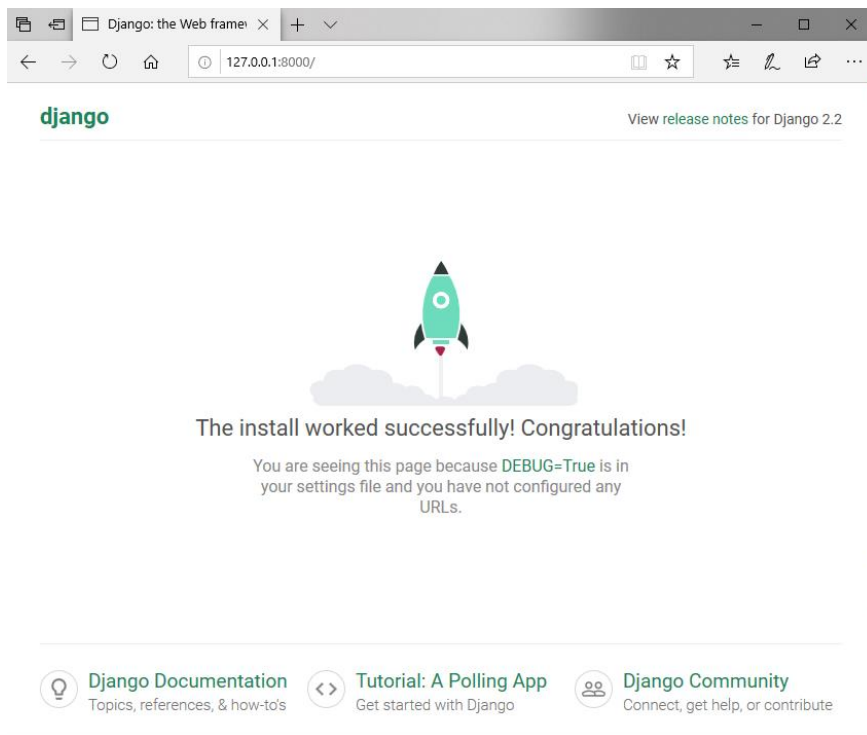 Django: the Web framew
127.0.0.1:8000/
django
View release notes for Django 2.2
The install worked successfully! Congratulations!
You are seeing this page because DEBUG=True is in
your settings file and you have not configured any
URLs.
Django Documentation
Topics, references, & how-to's
Tutorial: A Polling App
Get started with Django
Django Community
Connect, get help, or contribute